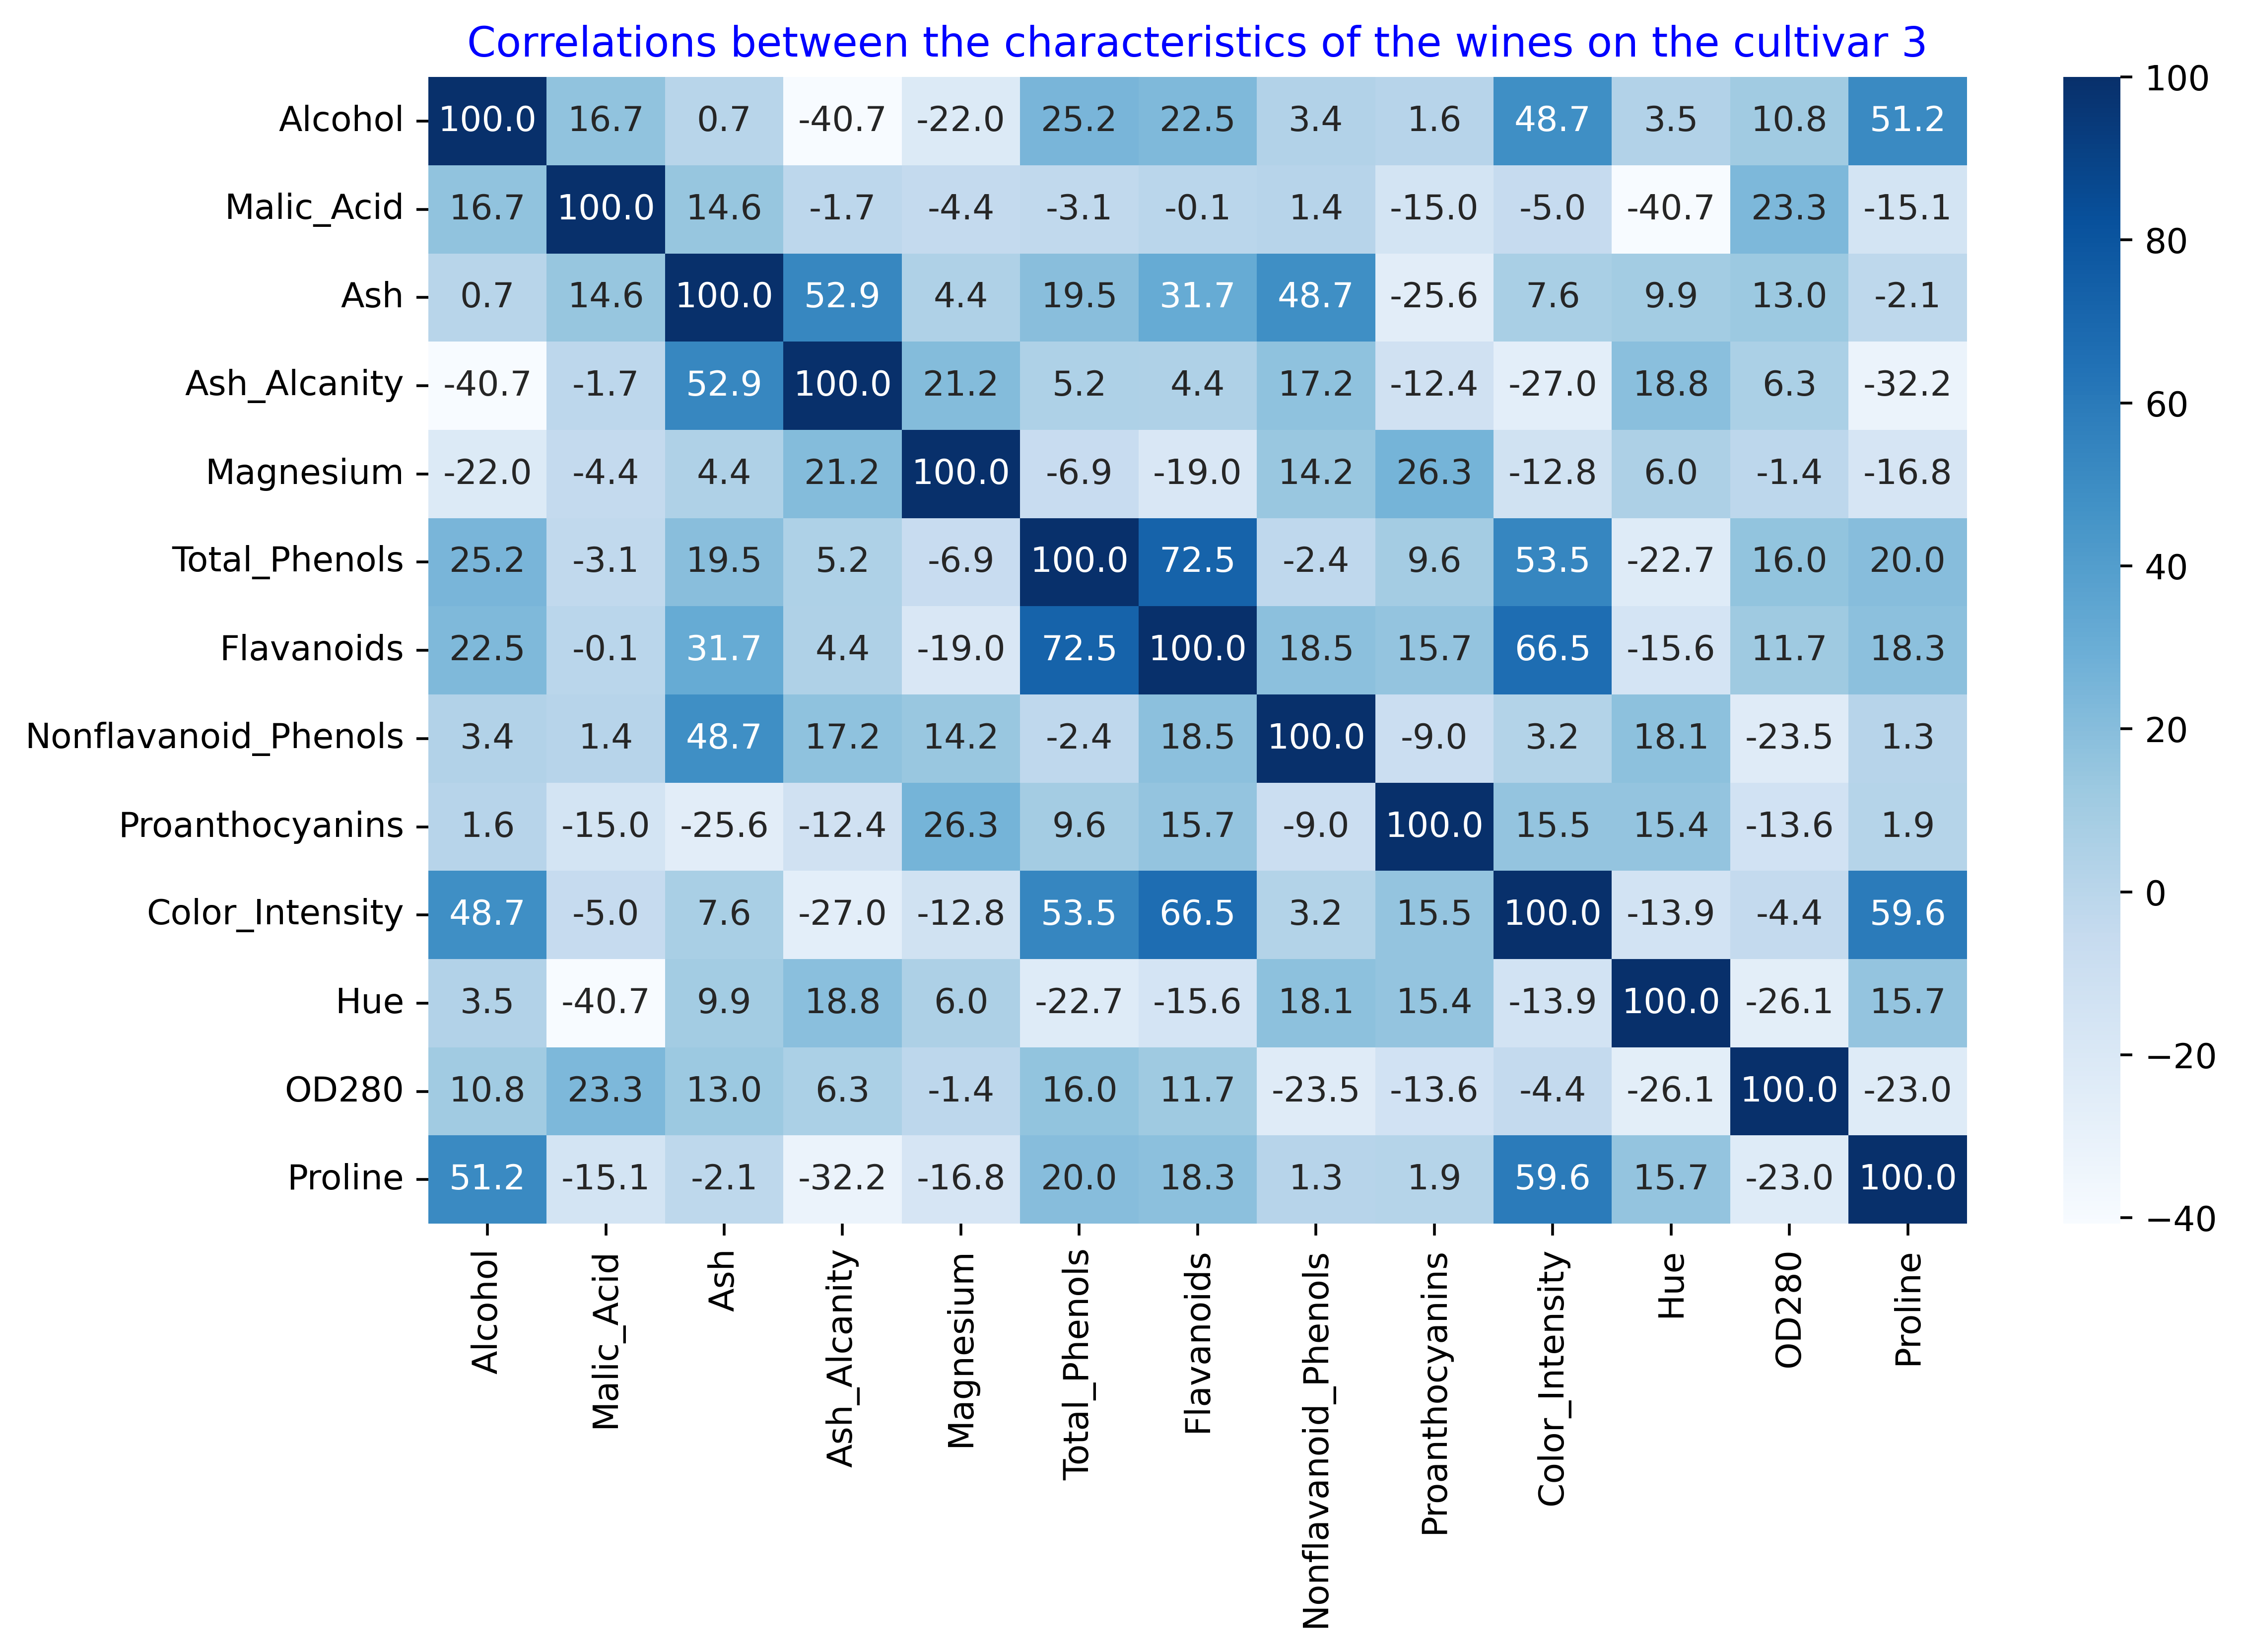 Correlations between the characteristics of the wines on the cultivar 3
Alcohol 100.0 16.7 0.7 -40.7 -22.0 25.2 22.5 3.4 1.6 48.7 3.5 10.8 51.2
Malic_Acid 16.7 100.0 14.6 -1.7 -4.4 -3.1 -0.1 1.4 -15.0 -5.0 -40.7 23.3 -15.1
Ash 0.7 14.6 100.0 52.9 4.4 19.5 31.7 48.7 -25.6 7.6 9.9 13.0 -2.1
Ash_Alcanity -40.7 -1.7 52.9 100.0 21.2 5.2 4.4 17.2 -12.4 -27.0 18.8 6.3 -32.2
Magnesium -22.0 -4.4 4.4 21.2 100.0 -6.9 -19.0 14.2 26.3 -12.8 6.0 -1.4 -16.8
Total_Phenols 25.2 -3.1 19.5 5.2 -6.9 100.0 72.5 -2.4 9.6 53.5 -22.7 16.0 20.0
Flavanoids 22.5 -0.1 31.7 4.4 -19.0 72.5 100.0 18.5 15.7 66.5 -15.6 11.7 18.3
Nonflavanoid_Phenols 3.4 1.4 48.7 17.2 14.2 -2.4 18.5 100.0 -9.0 3.2 18.1 -23.5 1.3
Proanthocyanins 1.6 -15.0 -25.6 -12.4 26.3 9.6 15.7 -9.0 100.0 15.5 15.4 -13.6 1.9
Color_Intensity 48.7 -5.0 7.6 -27.0 -12.8 53.5 66.5 3.2 15.5 100.0 -13.9 -4.4 59.6
Hue 3.5 -40.7 9.9 18.8 6.0 -22.7 -15.6 18.1 15.4 -13.9 100.0 -26.1 15.7
OD280 10.8 23.3 13.0 6.3 -1.4 16.0 11.7 -23.5 -13.6 -4.4 -26.1 100.0 -23.0
Proline 51.2 -15.1 -2.1 -32.2 -16.8 20.0 18.3 1.3 1.9 59.6 15.7 -23.0 100.0
Alcohol
Malic_Acid
Ash
Ash_Alcanity
Magnesium
Total_Phenols
Flavanoids
Nonflavanoid_Phenols
Proanthocyanins
Color_Intensity
Hue
OD280
Proline
100
80
60
40
20
0
−20
−40